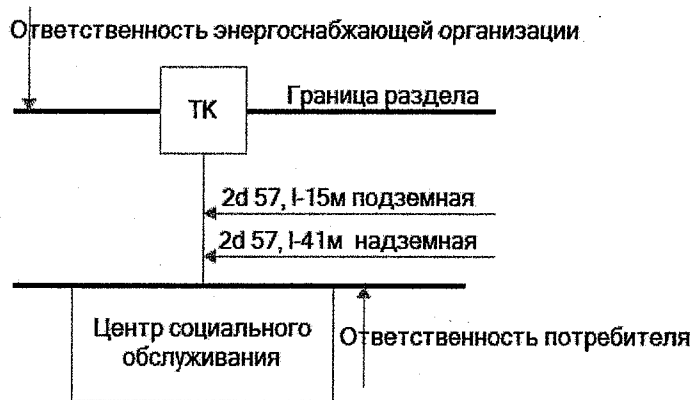 Ответственность энергоснабжающей организации
ТК
Граница раздела
2d 57, l-15м подземная
2d 57, l-41м надземная
Центр социального
обслуживания
Ответственность потребителя